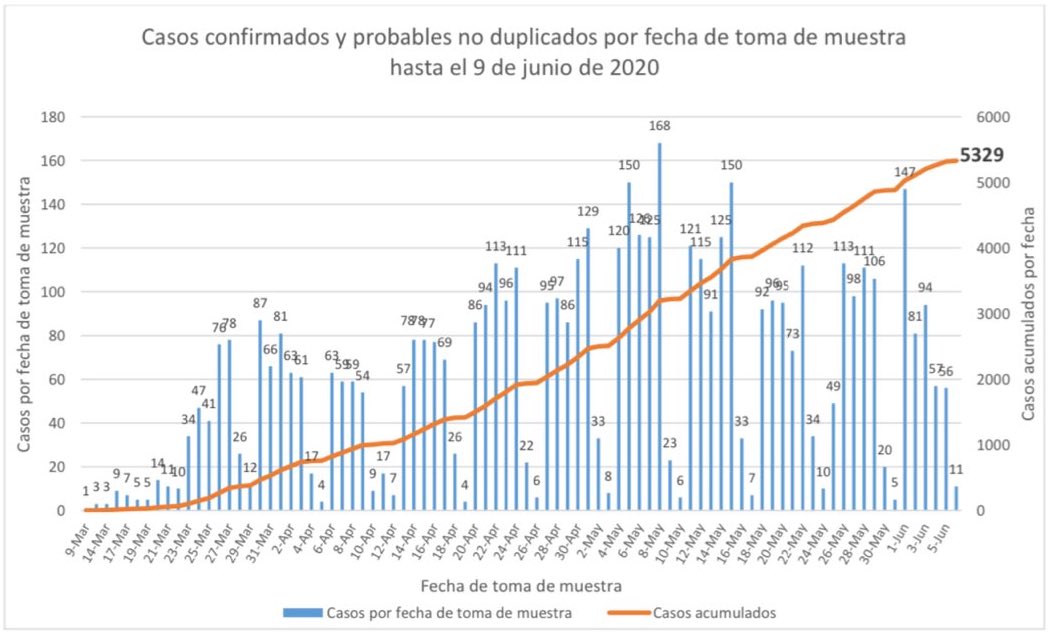 Casos confirmados y probables no duplicados por fecha de toma de muestra
hasta el 9 de junio de 2020
Casos por fecha de toma de muestra
180
160
140
120
100
80
60
40
20
0
1 3 3 9 7 5 5 14 11 10 34 47 41 76 78 26 12 87 66 81 63 61 17 4 63 59 59 54 9 17 7 57 78 78 77 69 26 4 86 94 113 96 111 22 6 95 97 86 115 129 33 8 120 150 126 125 168 23 6 121 115 91 125 150 33 7 92 96 95 73 112 34 10 49 113 98 111 106 20 5 147 81 94 57 56 11
5329
6000
5000
4000
3000
2000
1000
0
Casos acumulados por fecha
9-Mar 14-Mar 17-Mar 19-Mar 21-Mar 23-Mar 25-Mar 27-Mar 29-Mar 31-Mar 2-Apr 4-Apr 6-Apr 8-Apr 10-Apr 12-Apr 14-Apr 16-Apr 18-Apr 20-Apr 22-Apr 24-Apr 26-Apr 28-Apr 30-Apr 2-May 4-May 6-May 8-May 10-May 12-May 14-May 16-May 18-May 20-May 22-May 24-May 26-May 28-May 30-May 1-Jun 3-Jun 5-Jun
Fecha de toma de muestra
Casos por fecha de toma de muestra Casos acumulados